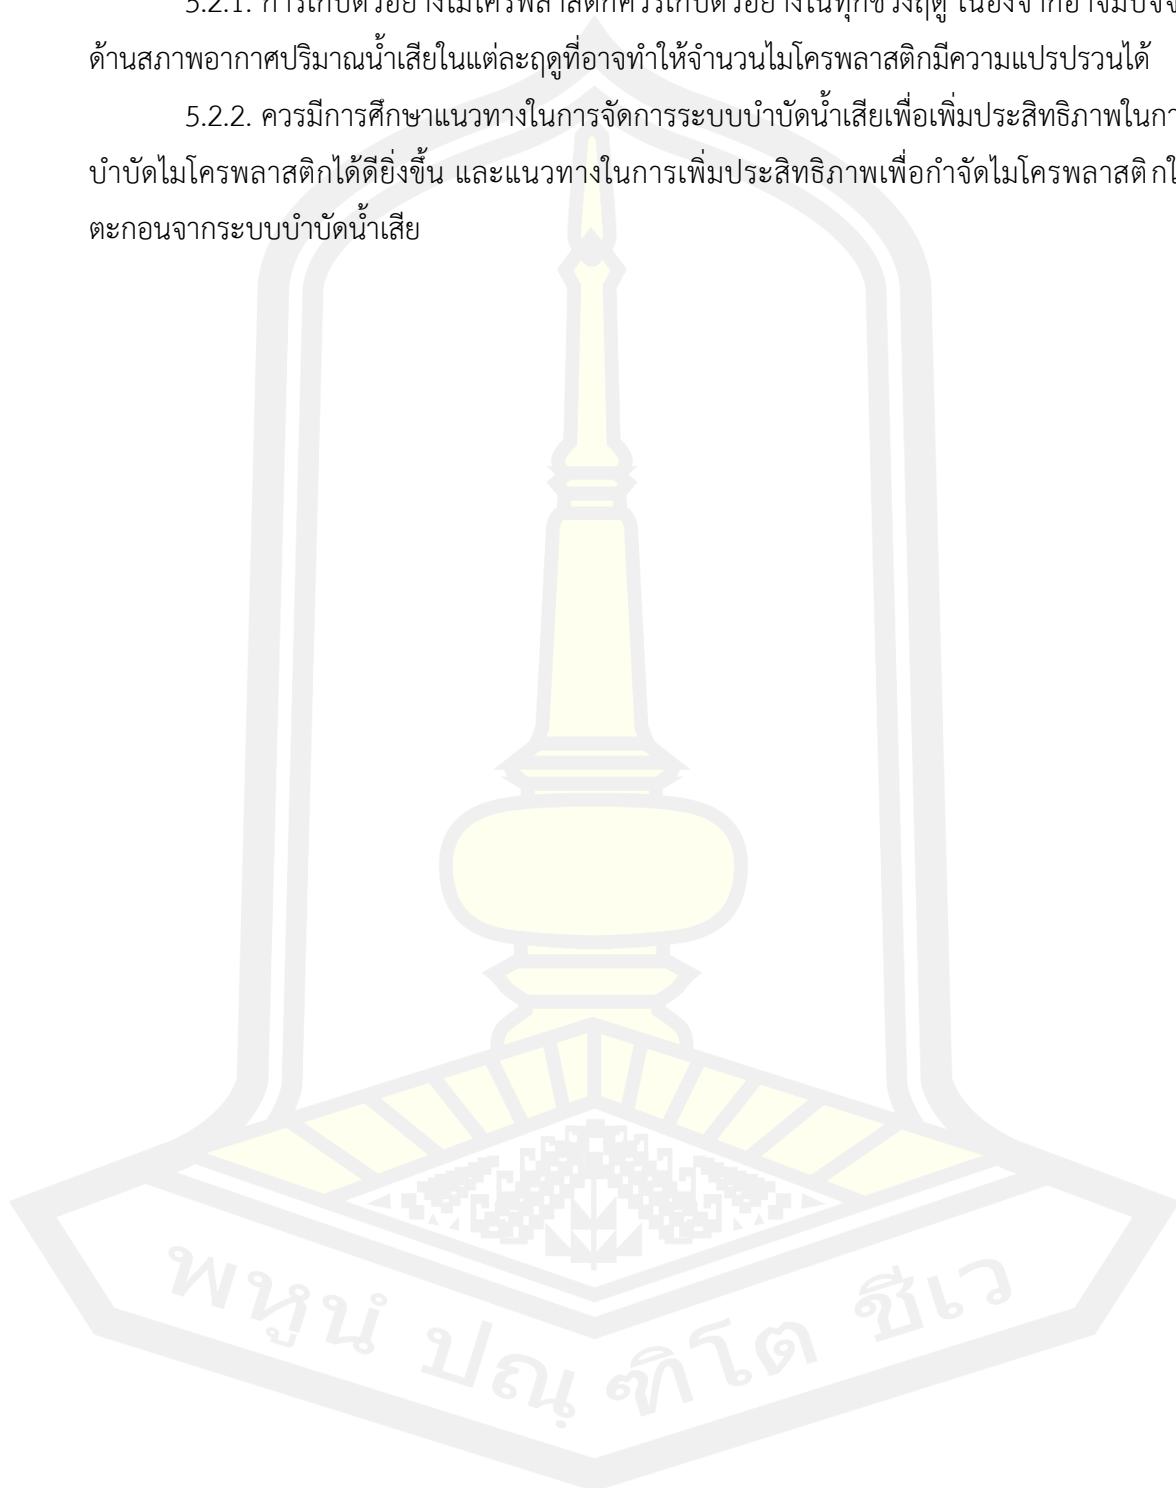 5.2.1. การเก็บตัวอย่างไมโครพลาสติกควรเก็บตัวอย่างในทุกช่วงฤดู เนื่องจากอาจมีปัจจ
ด้านสภาพอากาศปริมาณน้ำเสียในแต่ละฤดูที่อาจทำให้จำนวนไมโครพลาสติกมีความแปรปรวนได้
5.2.2. ควรมีการศึกษาแนวทางในการจัดการระบบบำบัดน้ำเสียเพื่อเพิ่มประสิทธิภาพในกา
บำบัดไมโครพลาสติกได้ดียิ่งขึ้น และแนวทางในการเพิ่มประสิทธิภาพเพื่อกำจัดไมโครพลาสติกใ
ตะกอนจากระบบบำบัดน้ำเสีย
พหูนํ ปณฺฑิโต ชีเว